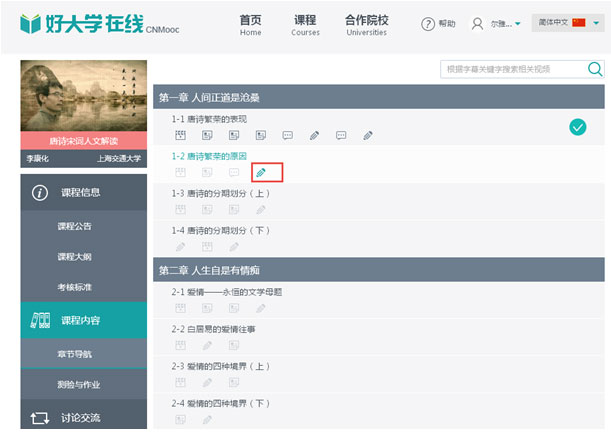 好大学在线 CNMooc
首页
Home
课程
Courses
合作院校
Universities
? 帮助
尔雅...
简体中文
根据字幕关键字搜索相关视频
唐诗宋词人文解读
李康化 上海交通大学
课程信息
课程公告
课程大纲
考核标准
课程内容
章节导航
测验与作业
讨论交流
第一章 人间正道是沧桑
1-1 唐诗繁荣的表现
1-2 唐诗繁荣的原因
1-3 唐诗的分期划分（上）
1-4 唐诗的分期划分（下）
第二章 人生自是有情痴
2-1 爱情——永恒的文学母题
2-2 白居易的爱情往事
2-3 爱情的四种境界（上）
2-4 爱情的四种境界（下）